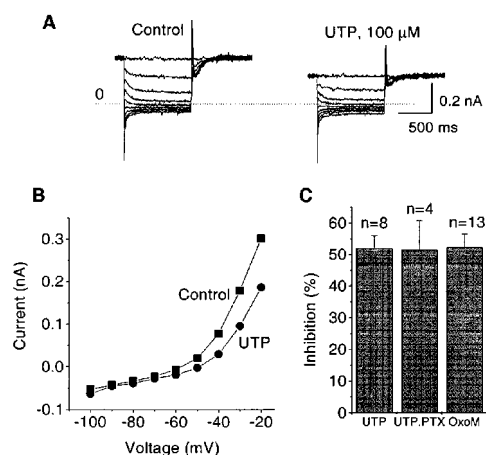 A
Control
UTP, 100 µM
0
0.2 nA
500 ms
B
C
Current (nA)
0.3
0.2
0.1
0.0
-0.1
Control
UTP
-100
-80
-60
-40
-20
Voltage (mV)
Inhibition (%)
60
50
40
30
20
10
0
n=8
n=4
n=13
UTP
UTP.PTX
OxoM